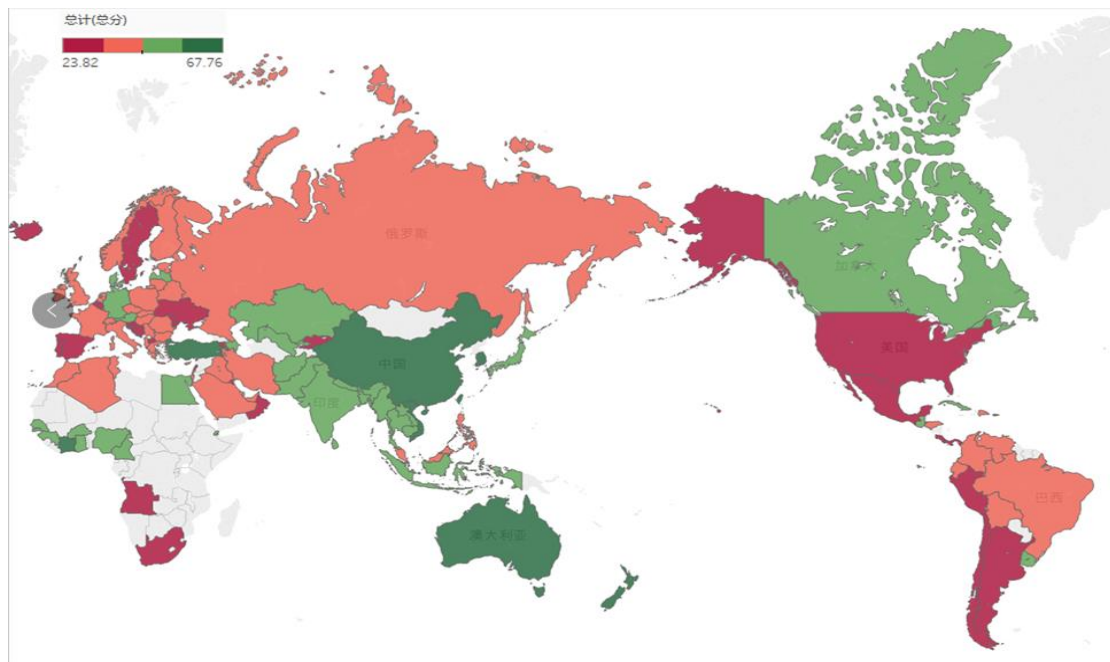 总计(总分)
23.82 67.76
俄罗斯
加拿大
美国
中国
印度
巴西
澳大利亚